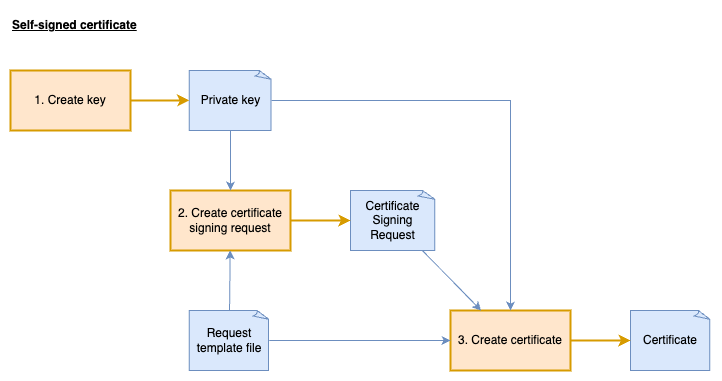 Self-signed certificate
1. Create key
Private key
2. Create certificate
signing request
Certificate
Signing
Request
Request
template file
3. Create certificate
Certificate